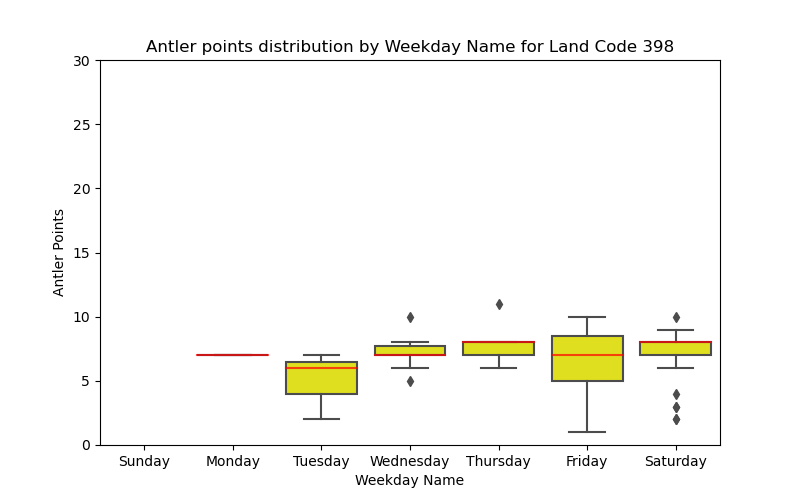 Antler points distribution by Weekday Name for Land Code 398
30
25
20
15
10
5
0
Antler Points
Sunday Monday Tuesday Wednesday Thursday Friday Saturday
Weekday Name